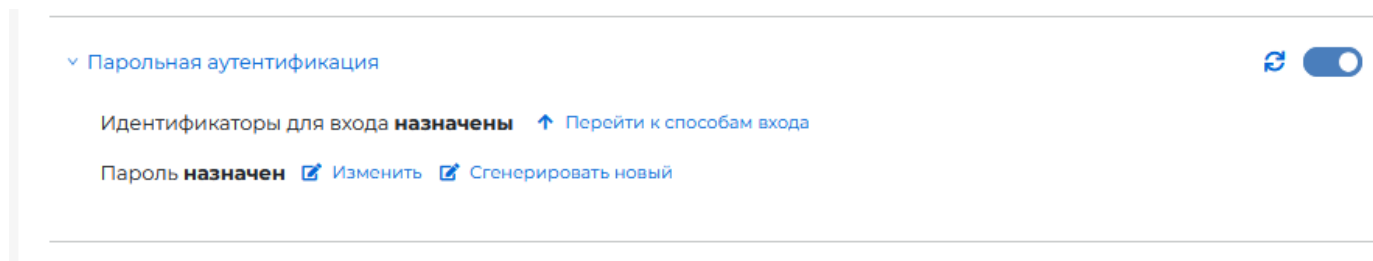 Парольная аутентификация
Идентификаторы для входа назначены Перейти к способам входа
Пароль назначен Изменить Сгенерировать новый